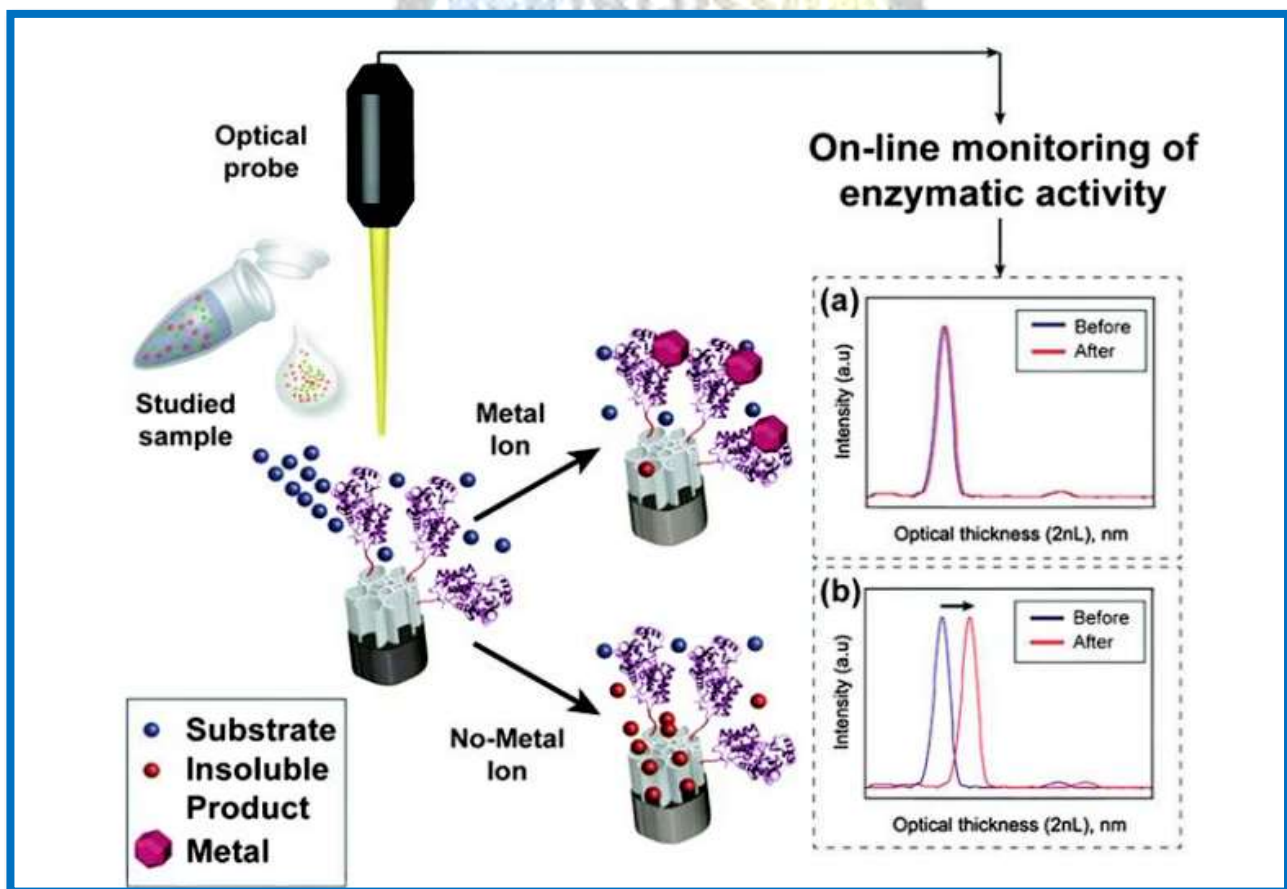 Optical
probe
On-line monitoring of
enzymatic activity
Studied
sample
Metal
Ion
No-Metal
Ion
Substrate
Insoluble
Product
Metal
(a)
Before
After
Intensity (a.u)
Optical thickness (2nL), nm
(b)
Before
After
Intensity (a.u)
Optical thickness (2nL), nm